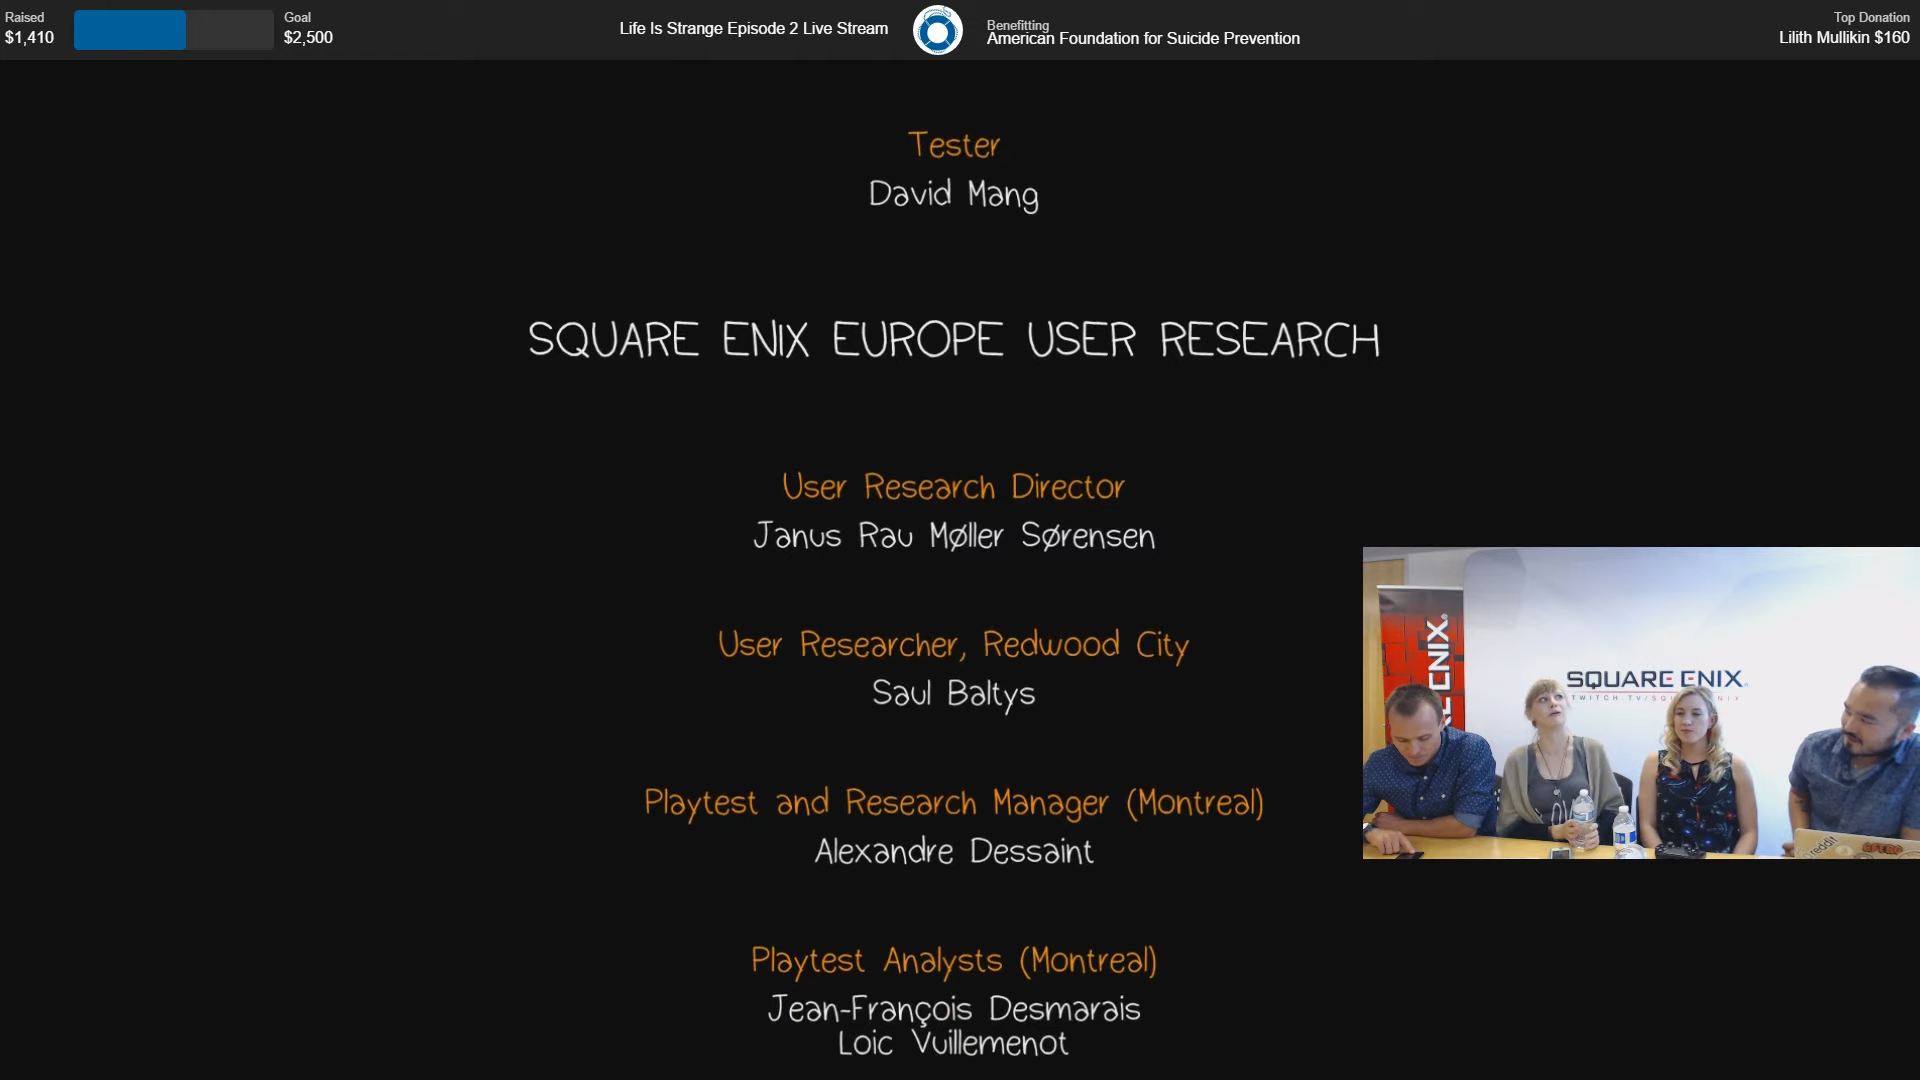 Raised
$1,410
Goal
$2,500
Life Is Strange Episode 2 Live Stream
Benefitting
American Foundation for Suicide Prevention
Top Donation
Lilith Mullikin $160
Tester
David Mang
SQUARE ENIX EUROPE USER RESEARCH
User Research Director
Janus Rau Møller Sørensen
User Researcher, Redwood City
Saul Baltys
Playtest and Research Manager (Montreal)
Alexandre Dessaint
Playtest Analysts (Montreal)
Jean-François Desmarais
Loic Vuillemenot
ENIX.
SQUARE ENIX.
reddit